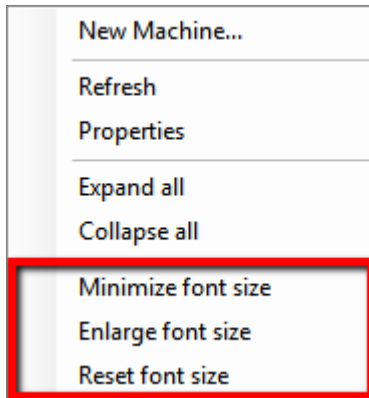 New Machine...
Refresh
Properties
Expand all
Collapse all
Minimize font size
Enlarge font size
Reset font size